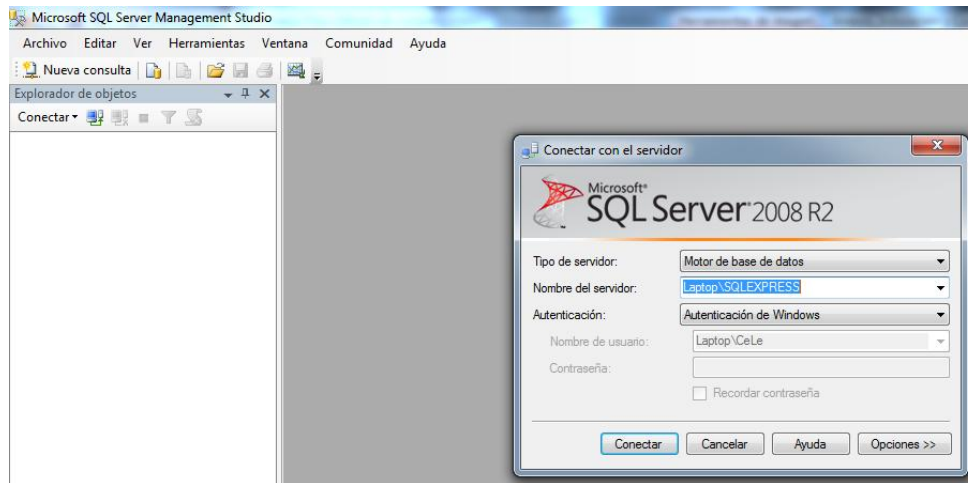 Microsoft SQL Server Management Studio
Archivo Editar Ver Herramientas Ventana Comunidad Ayuda
Nueva consulta
Explorador de objetos
Conectar
Conectar con el servidor
Microsoft®
SQL Server® 2008 R2
Tipo de servidor: Motor de base de datos
Nombre del servidor: Laptop\SQLEXPRESS
Autenticación: Autenticación de Windows
Nombre de usuario: Laptop\CeLe
Contraseña:
Recordar contraseña
Conectar Cancelar Ayuda Opciones >>